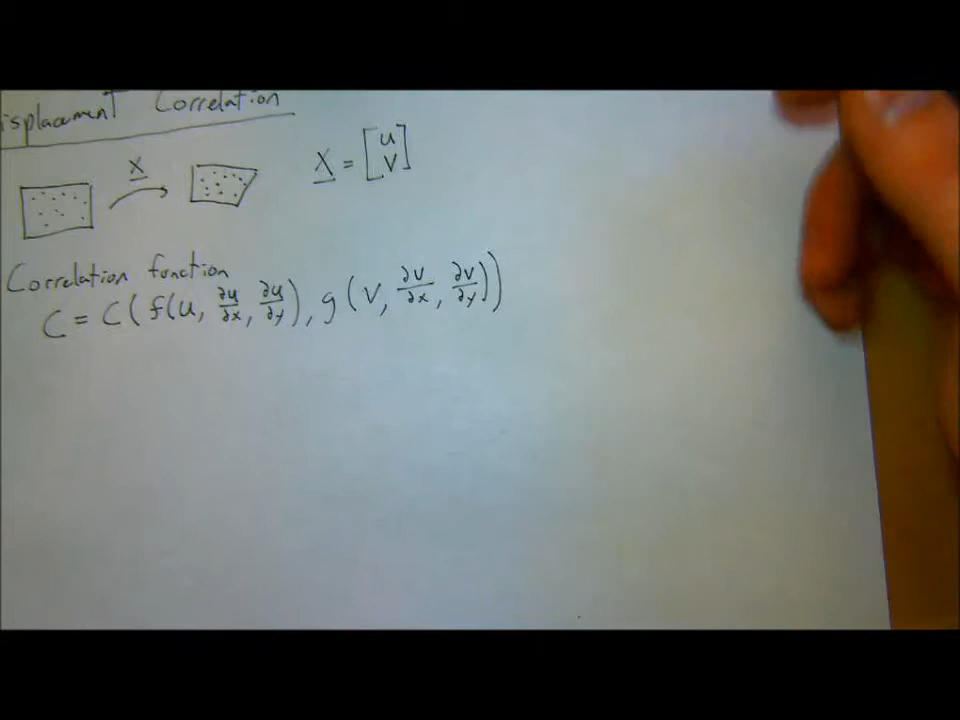 isplacement Correlation
X
X = [u v]
Correlation function
C = C(f(u, ∂u/∂x, ∂u/∂y), g(v, ∂v/∂x, ∂v/∂y))